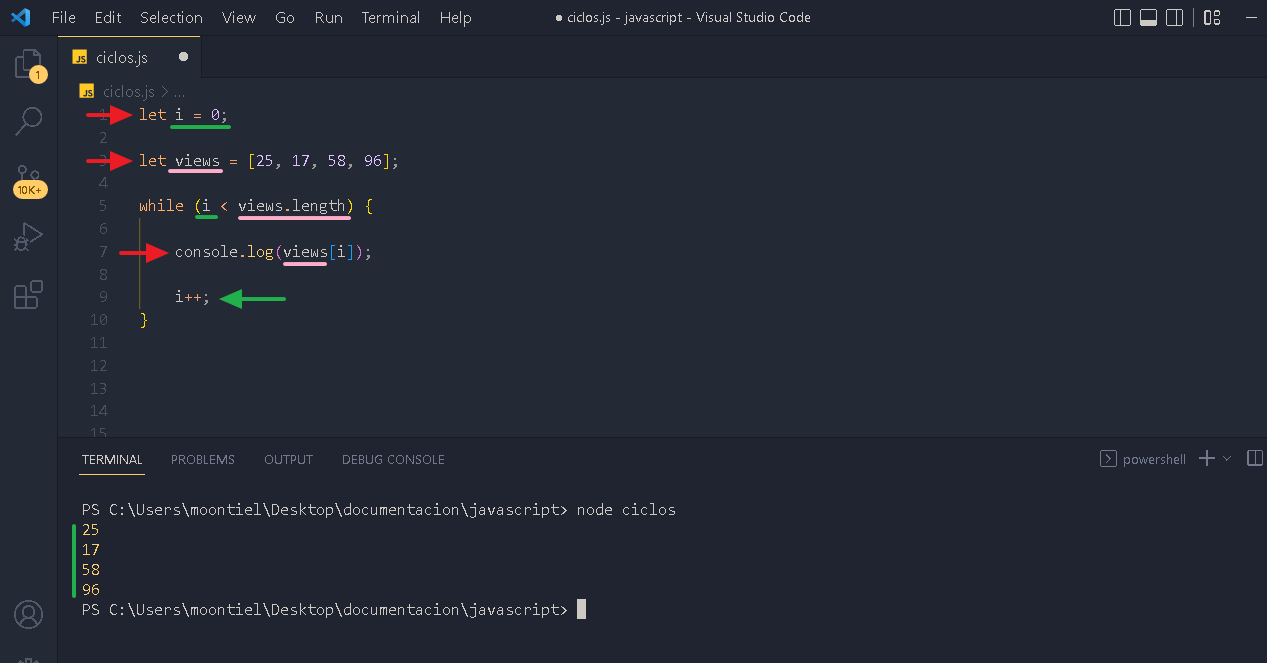 File Edit Selection View Go Run Terminal Help ● ciclos.js - javascript - Visual Studio Code
JS ciclos.js ●
1
JS ciclos.js > ...
1 let i = 0;
2
3 let views = [25, 17, 58, 96];
4
10K+
5 while (i < views.length) {
6
7 console.log(views[i]);
8
9 i++;
10 }
11
12
13
14
15
TERMINAL PROBLEMS OUTPUT DEBUG CONSOLE powershell
PS C:\Users\moontiel\Desktop\documentacion\javascript> node ciclos
25
17
58
96
PS C:\Users\moontiel\Desktop\documentacion\javascript>